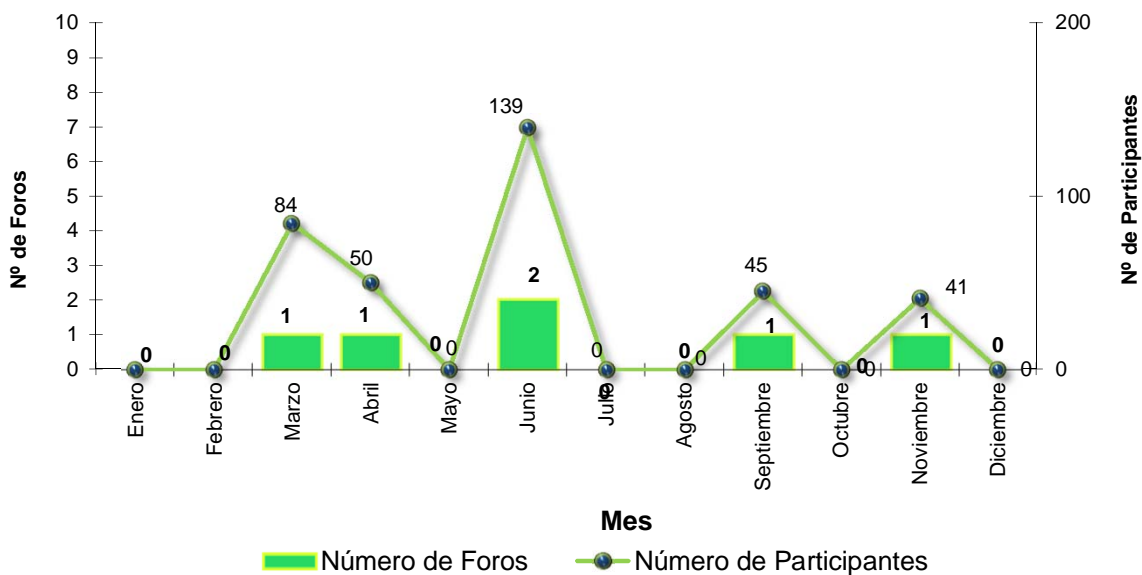 Nº de Foros
10
9
8
7
6
5
4
3
2
1
0
200
100
0
Nº de Participantes
139
84
50
45
41
0
0
0
0
0
0
0
0
0
0
0
0
1
1
2
1
1
Enero
Febrero
Marzo
Abril
Mayo
Junio
Julio
Agosto
Septiembre
Octubre
Noviembre
Diciembre
Mes
Número de Foros
Número de Participantes